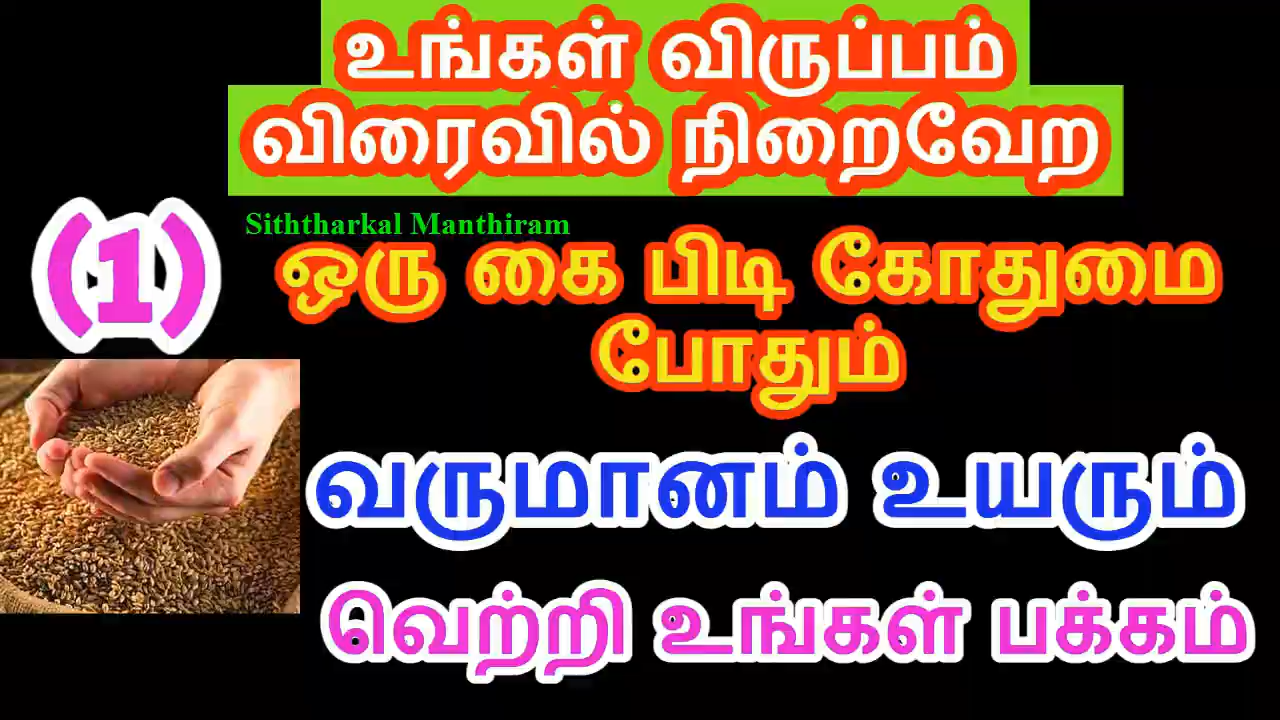 உங்கள் விருப்பம்
விரைவில் நிறைவேற
Siththarkal Manthiram
(1) ஒரு கை பிடி கோதுமை
போதும்
வருமானம் உயரும்
வெற்றி உங்கள் பக்கம்